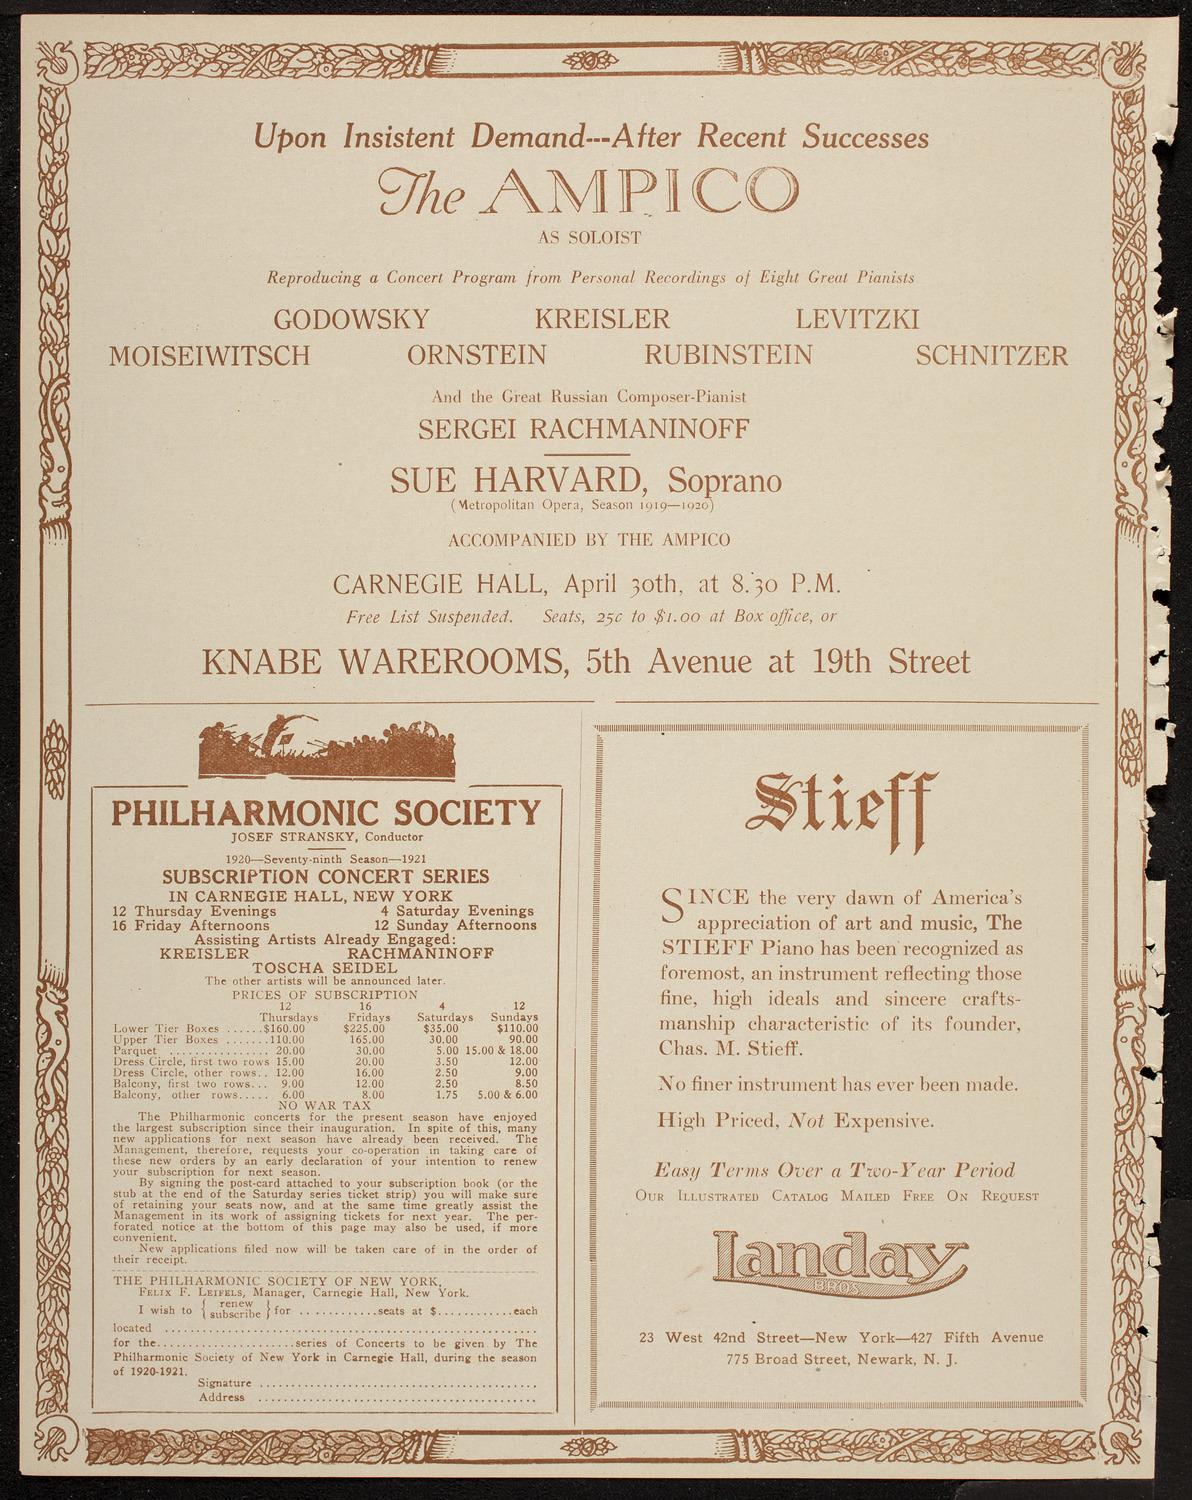 Upon Insistent Demand---After Recent Successes
The AMPICO
AS SOLOIST
Reproducing a Concert Program from Personal Recordings of Eight Great Pianists
GODOWSKY KREISLER LEVITZKI
MOISEIWITSCH ORNSTEIN RUBINSTEIN SCHNITZER
And the Great Russian Composer-Pianist
SERGEI RACHMANINOFF
SUE HARVARD, Soprano
(Metropolitan Opera, Season 1919—1920)
ACCOMPANIED BY THE AMPICO
CARNEGIE HALL, April 30th, at 8.30 P.M.
Free List Suspended. Seats, 25c to $1.00 at Box office, or
KNABE WAREROOMS, 5th Avenue at 19th Street
PHILHARMONIC SOCIETY
JOSEF STRANSKY, Conductor
1920—Seventy-ninth Season—1921
SUBSCRIPTION CONCERT SERIES
IN CARNEGIE HALL, NEW YORK
12 Thursday Evenings 4 Saturday Evenings
16 Friday Afternoons 12 Sunday Afternoons
Assisting Artists Already Engaged:
KREISLER RACHMANINOFF
TOSCHA SEIDEL
The other artists will be announced later.
PRICES OF SUBSCRIPTION
12 16 4 12
Thursdays Fridays Saturdays Sundays
Lower Tier Boxes ......$160.00 $225.00 $35.00 $110.00
Upper Tier Boxes .......110.00 165.00 30.00 90.00
Parquet ................ 20.00 30.00 5.00 15.00 & 18.00
Dress Circle, first two rows 15.00 20.00 3.50 12.00
Dress Circle, other rows.. 12.00 16.00 2.50 9.00
Balcony, first two rows... 9.00 12.00 2.50 8.50
Balcony, other rows..... 6.00 8.00 1.75 5.00 & 6.00
NO WAR TAX
The Philharmonic concerts for the present season have enjoyed
the largest subscription since their inauguration. In spite of this, many
new applications for next season have already been received. The
Management, therefore, requests your co-operation in taking care of
these new orders by an early declaration of your intention to renew
your subscription for next season.
By signing the post-card attached to your subscription book (or the
stub at the end of the Saturday series ticket strip) you will make sure
of retaining your seats now, and at the same time greatly assist the
Management in its work of assigning tickets for next year. The per-
forated notice at the bottom of this page may also be used, if more
convenient.
New applications filed now will be taken care of in the order of
their receipt.
THE PHILHARMONIC SOCIETY OF NEW YORK,
FELIX F. LEIFELS, Manager, Carnegie Hall, New York.
I wish to { renew subscribe } for ............seats at $............each
located ........................................................
for the......................series of Concerts to be given by The
Philharmonic Society of New York in Carnegie Hall, during the season
of 1920-1921.
Signature ..........................................
Address ..........................................
Stieff
SINCE the very dawn of America's
appreciation of art and music, The
STIEFF Piano has been recognized as
foremost, an instrument reflecting those
fine, high ideals and sincere crafts-
manship characteristic of its founder,
Chas. M. Stieff.
No finer instrument has ever been made.
High Priced, Not Expensive.
Easy Terms Over a Two-Year Period
OUR ILLUSTRATED CATALOG MAILED FREE ON REQUEST
Landay
BROS
23 West 42nd Street—New York—427 Fifth Avenue
775 Broad Street, Newark, N. J.